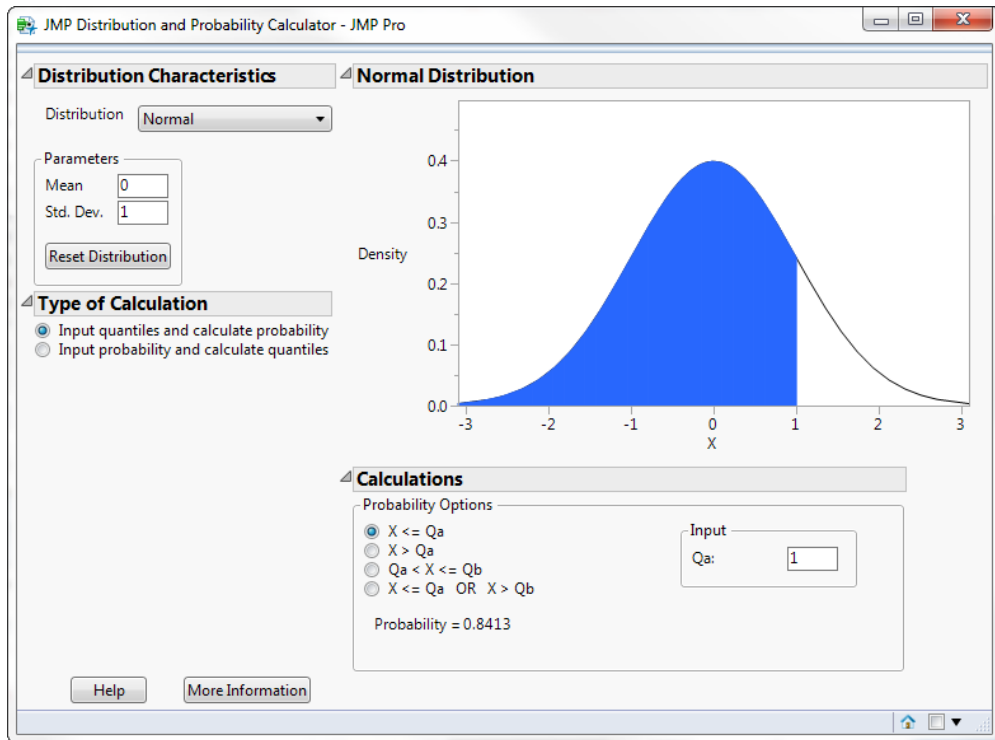 JMP Distribution and Probability Calculator - JMP Pro
Distribution Characteristics
Distribution Normal
Parameters
Mean 0
Std. Dev. 1
Reset Distribution
Type of Calculation
Input quantiles and calculate probability
Input probability and calculate quantiles
Normal Distribution
0.4
0.3
Density
0.2
0.1
0.0
-3 -2 -1 0 1 2 3
X
Calculations
Probability Options
X <= Qa
X > Qa
Qa < X <= Qb
X <= Qa OR X > Qb
Input
Qa: 1
Probability = 0.8413
Help More Information